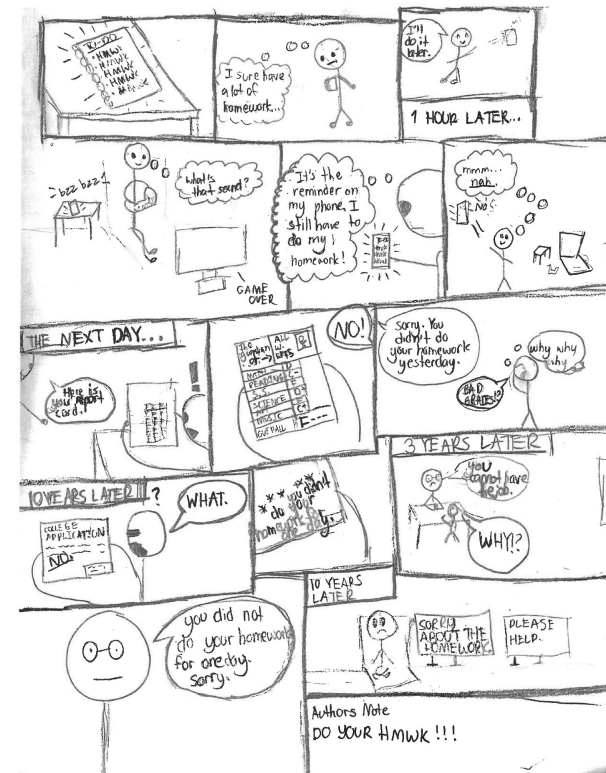 TO-DO
• HMWK
• HMWK
• HMWK
• HMWK
• HMWK
I sure have
a lot of
homework...
I'll
do it
later.
1 HOUR LATER...
bzz bzz
what is
that sound?
GAME
OVER
It's the
reminder on
my phone. I
still have to
do my
homework!
mmm...
nah.
THE NEXT DAY...
Here is
your report
card.
ALL
READING
SCIENCE
MUSIC
OVERALL F---
NO!
sorry. You
didn't do
your homework
yesterday.
why why
why
BAD
GRADES!?
10 YEARS LATER
?
COLLEGE
APPLICATION
NO.
WHAT.
you didn't
do your
homework for
one day.
3 YEARS LATER
You
cannot have
the job.
WHY!?
you did not
do your homework
for one day.
sorry.
10 YEARS
LATER
SORRY
ABOUT THE
HOMEWORK.
PLEASE
HELP.
Authors Note
DO YOUR HMWK!!!